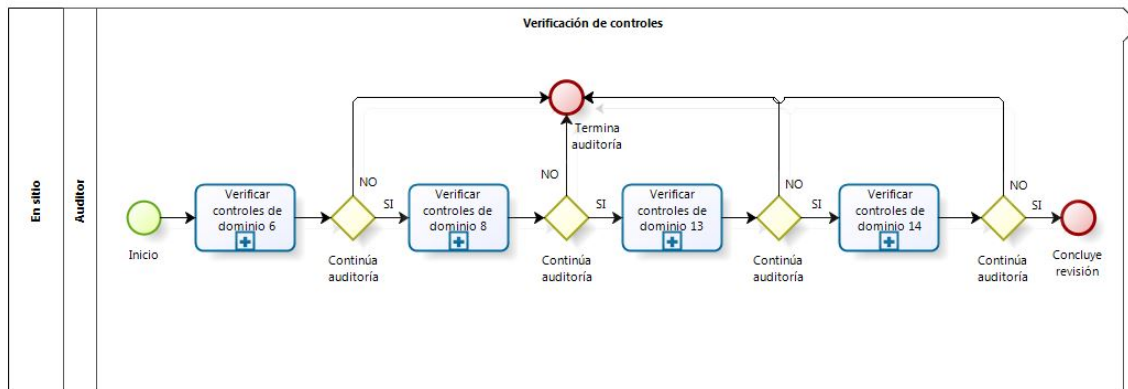 Verificación de controles
En sitio
Auditor
Inicio
Verificar
controles de
dominio 6
NO
SI
Continúa
auditoría
Verificar
controles de
dominio 8
Termina
auditoría
NO
SI
Continúa
auditoría
Verificar
controles de
dominio 13
NO
SI
Continúa
auditoría
Verificar
controles de
dominio 14
NO
SI
Continúa
auditoría
Concluye
revisión